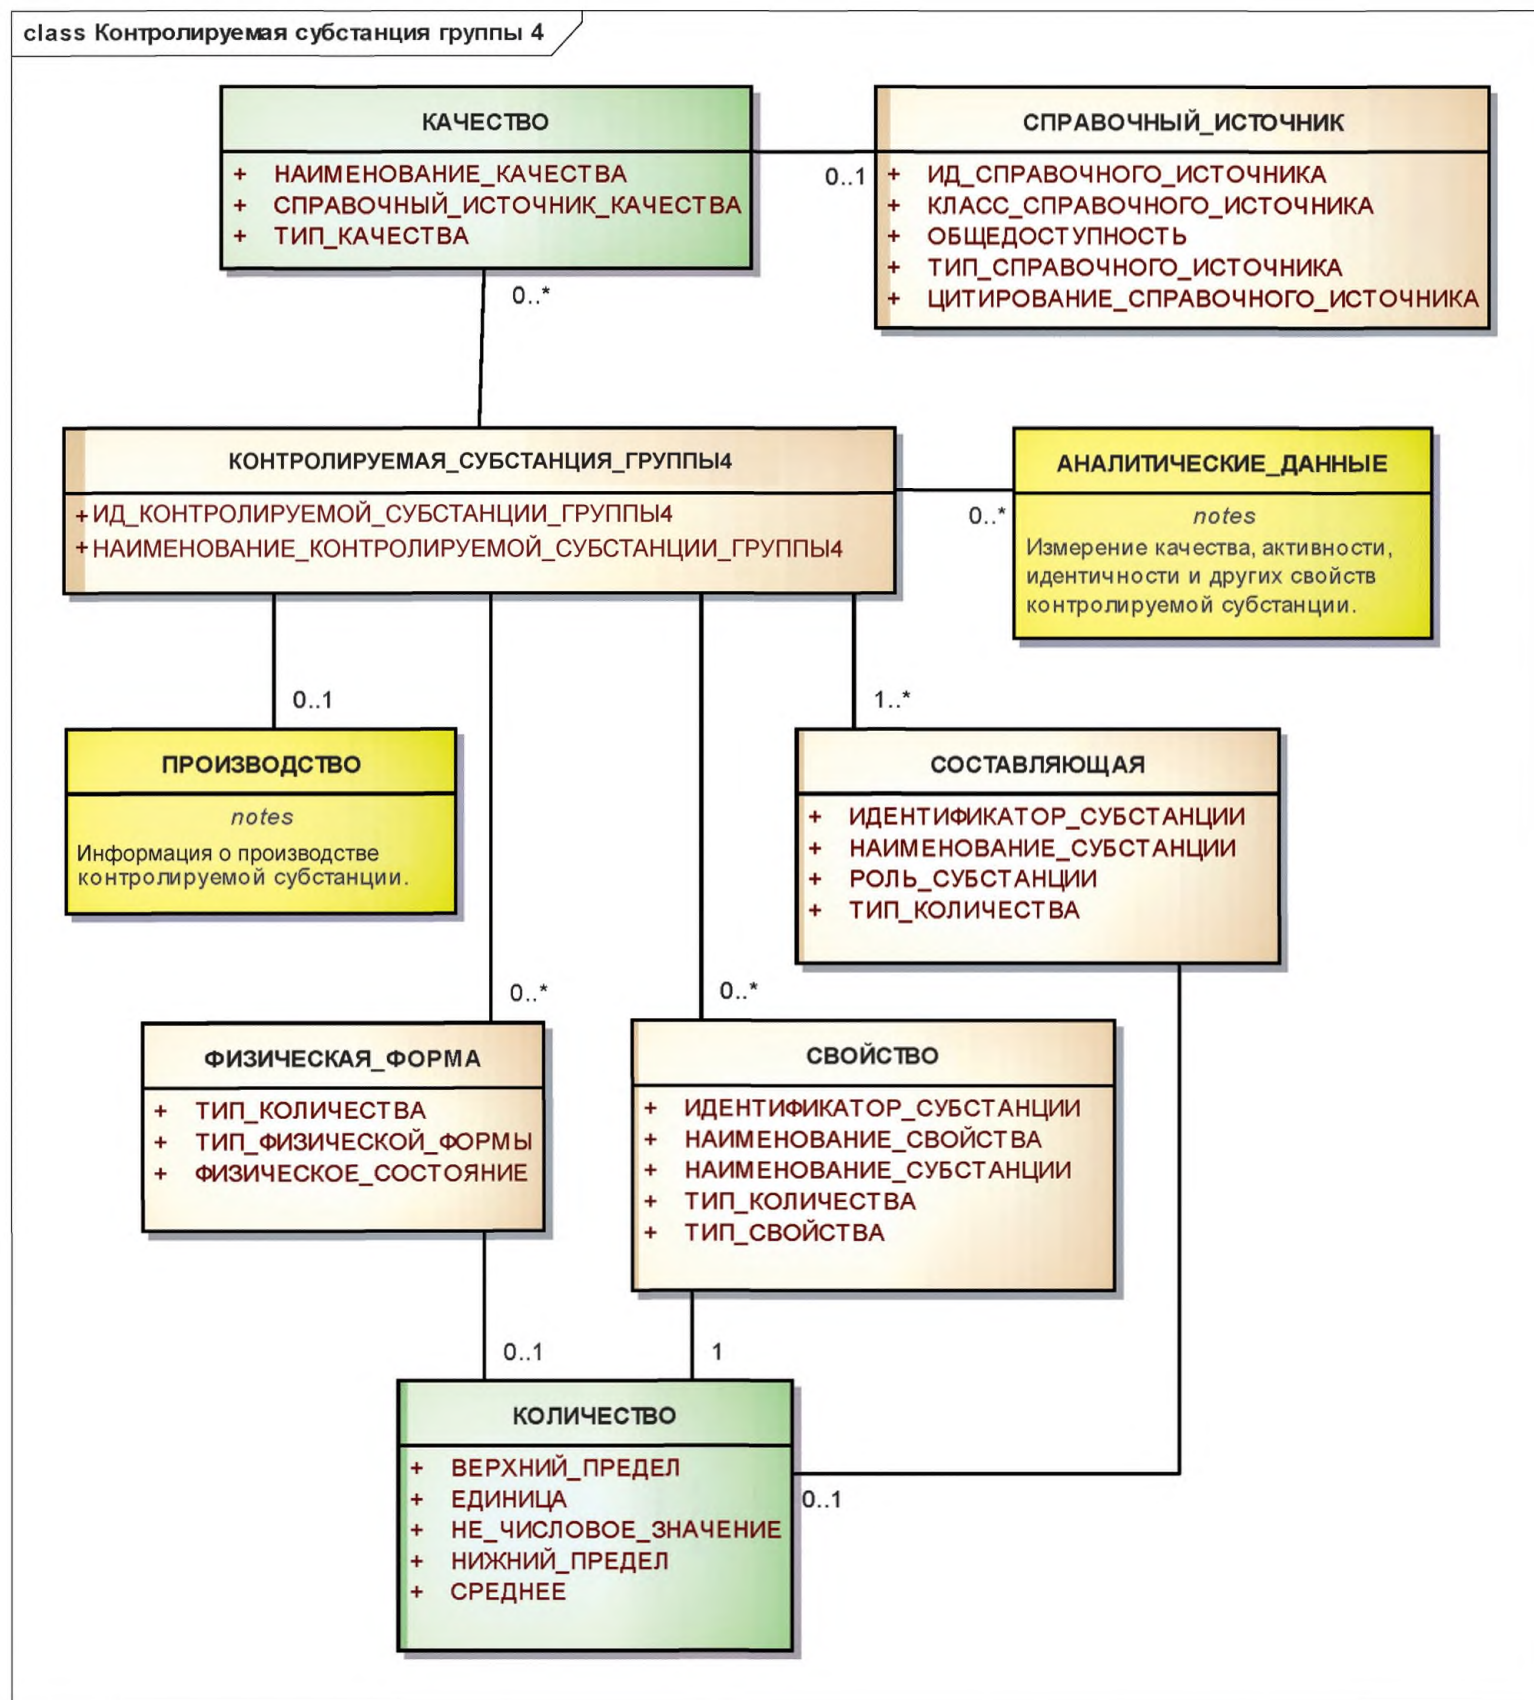 class Контролируемая субстанция группы 4
КАЧЕСТВО
+ НАИМЕНОВАНИЕ_КАЧЕСТВА
+ СПРАВОЧНЫЙ_ИСТОЧНИК_КАЧЕСТВА
+ ТИП_КАЧЕСТВА
0..1
СПРАВОЧНЫЙ_ИСТОЧНИК
+ ИД_СПРАВОЧНОГО_ИСТОЧНИКА
+ КЛАСС_СПРАВОЧНОГО_ИСТОЧНИКА
+ ОБЩЕДОСТУПНОСТЬ
+ ТИП_СПРАВОЧНОГО_ИСТОЧНИКА
+ ЦИТИРОВАНИЕ_СПРАВОЧНОГО_ИСТОЧНИКА
0..*
КОНТРОЛИРУЕМАЯ_СУБСТАНЦИЯ_ГРУППЫ4
+ ИД_КОНТРОЛИРУЕМОЙ_СУБСТАНЦИИ_ГРУППЫ4
+ НАИМЕНОВАНИЕ_КОНТРОЛИРУЕМОЙ_СУБСТАНЦИИ_ГРУППЫ4
0..*
АНАЛИТИЧЕСКИЕ_ДАННЫЕ
notes
Измерение качества, активности,
идентичности и других свойств
контролируемой субстанции.
0..1
ПРОИЗВОДСТВО
notes
Информация о производстве
контролируемой субстанции.
1..*
СОСТАВЛЯЮЩАЯ
+ ИДЕНТИФИКАТОР_СУБСТАНЦИИ
+ НАИМЕНОВАНИЕ_СУБСТАНЦИИ
+ РОЛЬ_СУБСТАНЦИИ
+ ТИП_КОЛИЧЕСТВА
0..*
ФИЗИЧЕСКАЯ_ФОРМА
+ ТИП_КОЛИЧЕСТВА
+ ТИП_ФИЗИЧЕСКОЙ_ФОРМЫ
+ ФИЗИЧЕСКОЕ_СОСТОЯНИЕ
0..*
СВОЙСТВО
+ ИДЕНТИФИКАТОР_СУБСТАНЦИИ
+ НАИМЕНОВАНИЕ_СВОЙСТВА
+ НАИМЕНОВАНИЕ_СУБСТАНЦИИ
+ ТИП_КОЛИЧЕСТВА
+ ТИП_СВОЙСТВА
0..1
1
КОЛИЧЕСТВО
+ ВЕРХНИЙ_ПРЕДЕЛ
+ ЕДИНИЦА
+ НЕ_ЧИСЛОВОЕ_ЗНАЧЕНИЕ
+ НИЖНИЙ_ПРЕДЕЛ
+ СРЕДНЕЕ
0..1